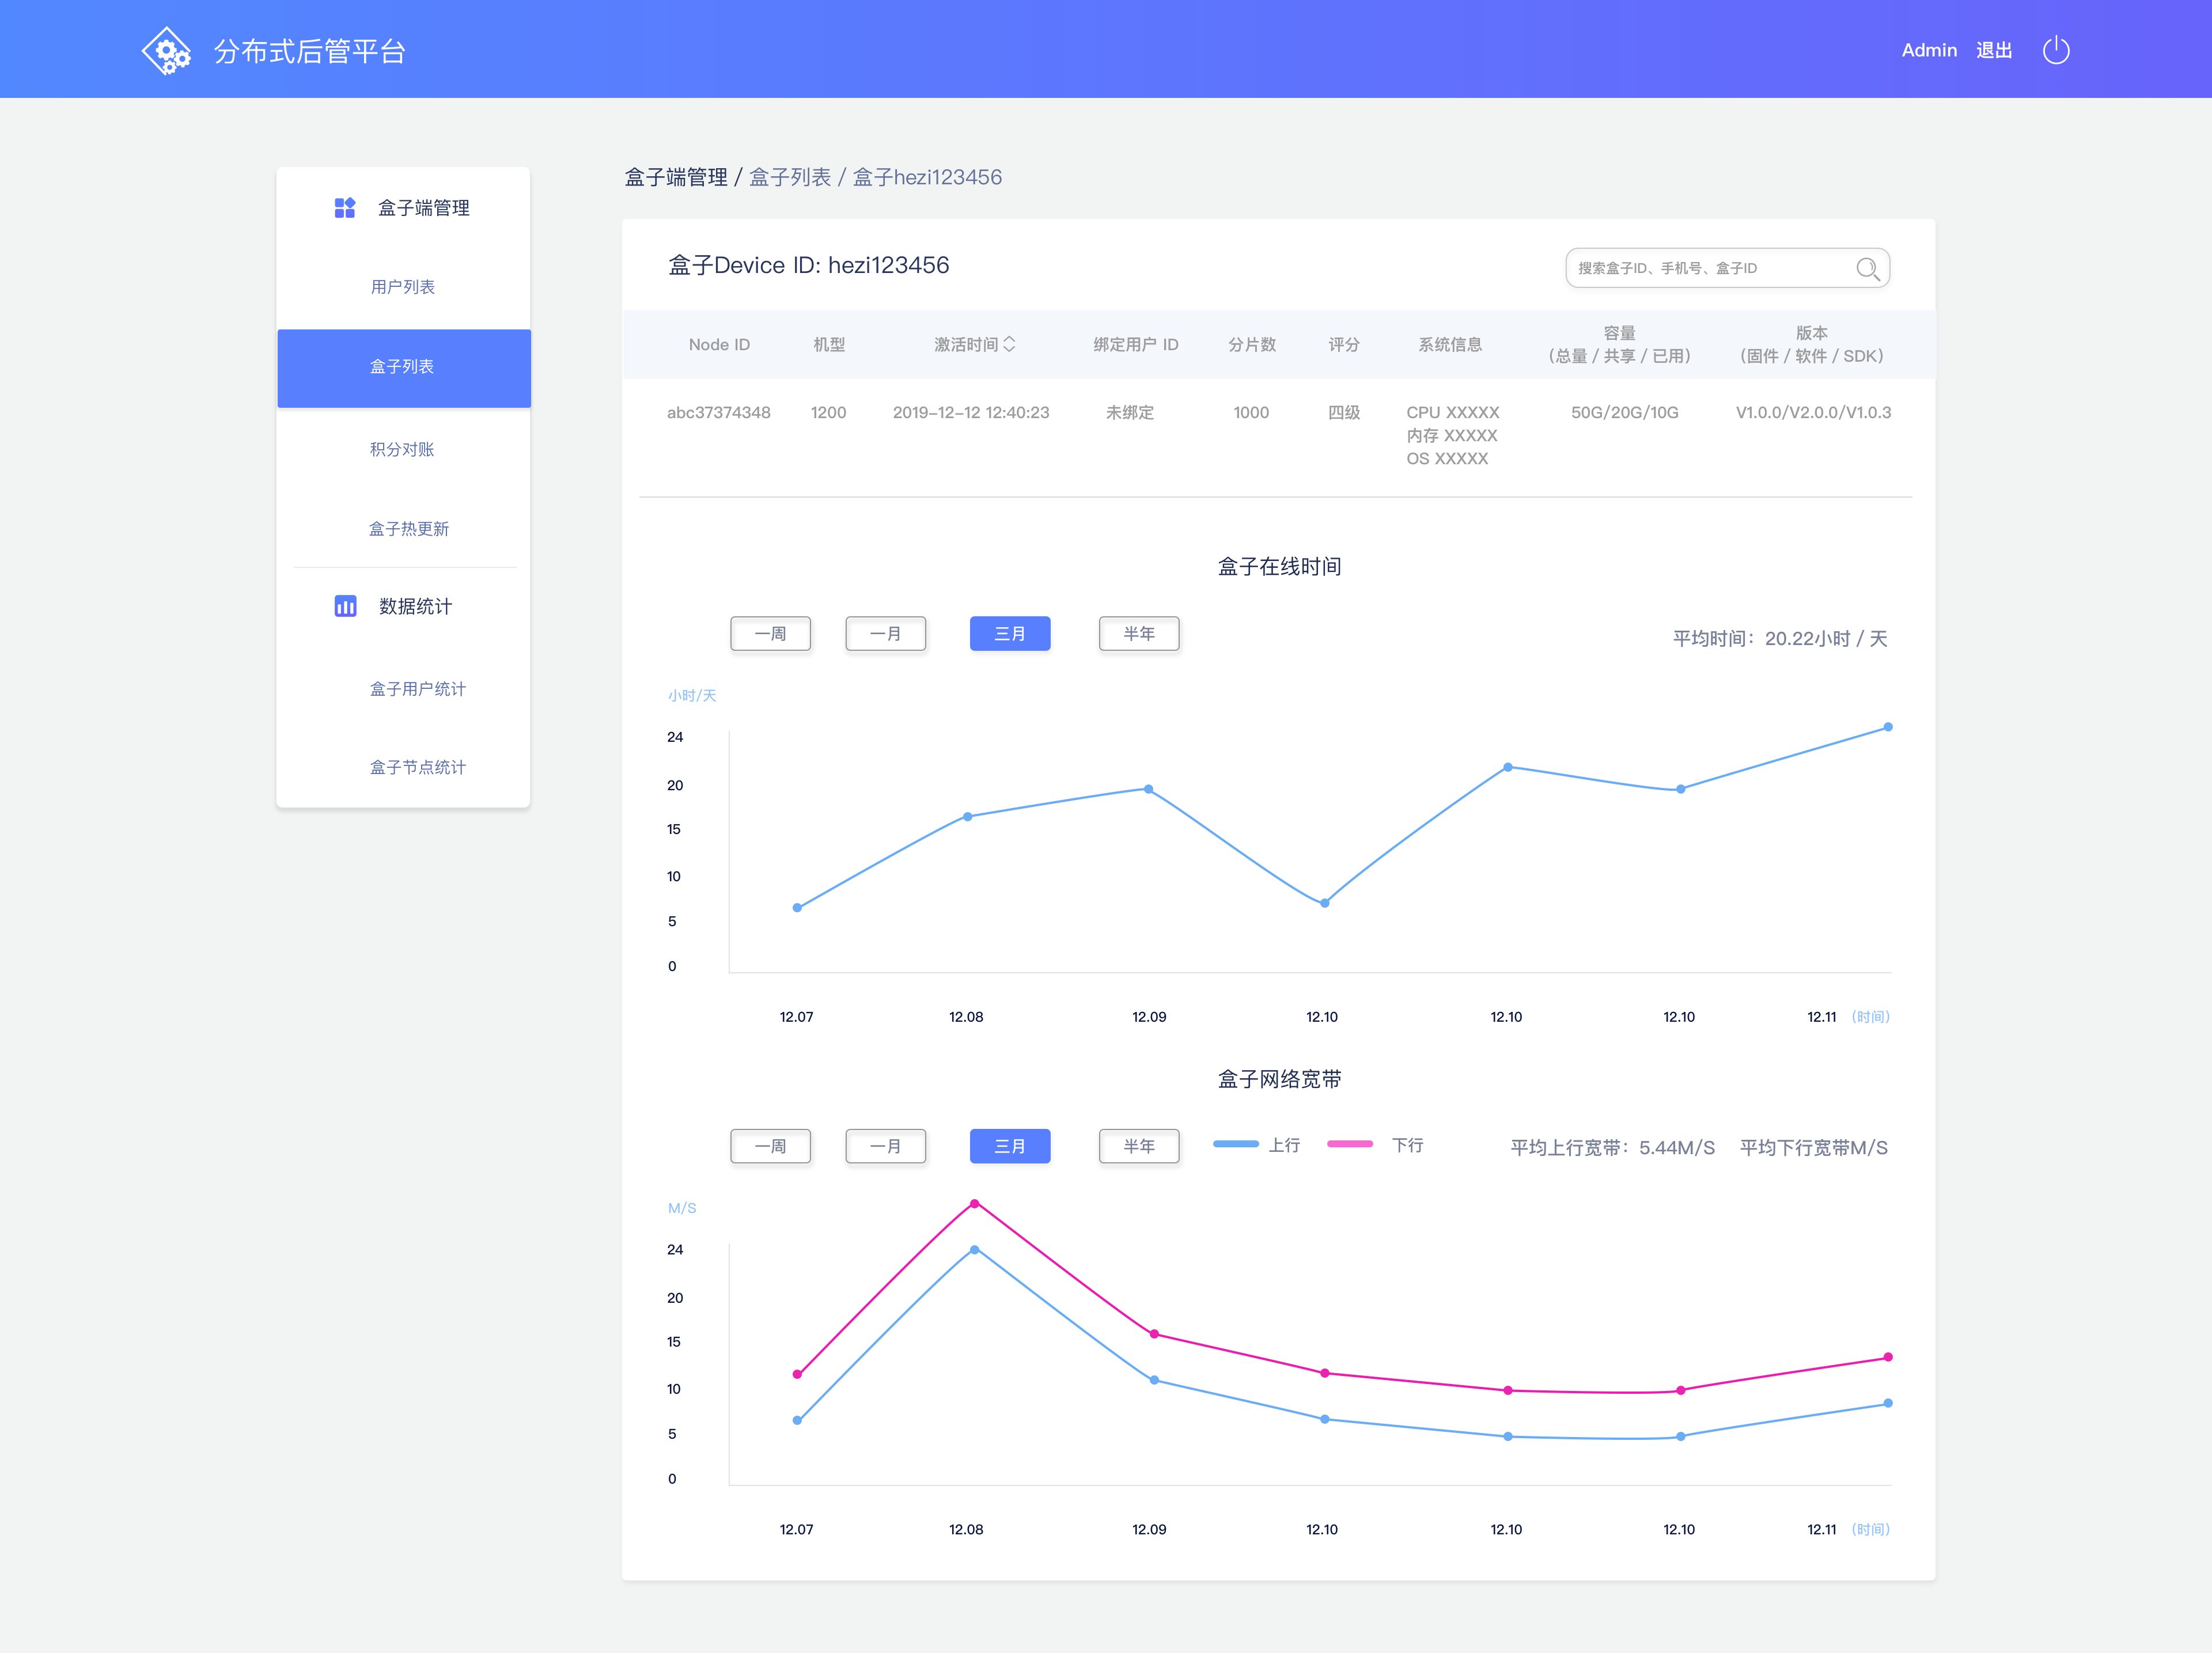 分布式后管平台
Admin 退出
盒子端管理
用户列表
盒子列表
积分对账
盒子热更新
数据统计
盒子用户统计
盒子节点统计
盒子端管理 / 盒子列表 / 盒子hezi123456
盒子Device ID: hezi123456
搜索盒子ID、手机号、盒子ID
Node ID 机型 激活时间 绑定用户 ID 分片数 评分 系统信息 容量 (总量 / 共享 / 已用) 版本 (固件 / 软件 / SDK)
abc37374348 1200 2019-12-12 12:40:23 未绑定 1000 四级 CPU XXXXX 50G/20G/10G V1.0.0/V2.0.0/V1.0.3
内存 XXXXX
OS XXXXX
盒子在线时间
一周 一月 三月 半年 平均时间：20.22小时 / 天
小时/天
24
20
15
10
5
0
12.07 12.08 12.09 12.10 12.10 12.10 12.11 (时间)
盒子网络宽带
一周 一月 三月 半年 上行 下行 平均上行宽带：5.44M/S 平均下行宽带M/S
M/S
24
20
15
10
5
0
12.07 12.08 12.09 12.10 12.10 12.10 12.11 (时间)